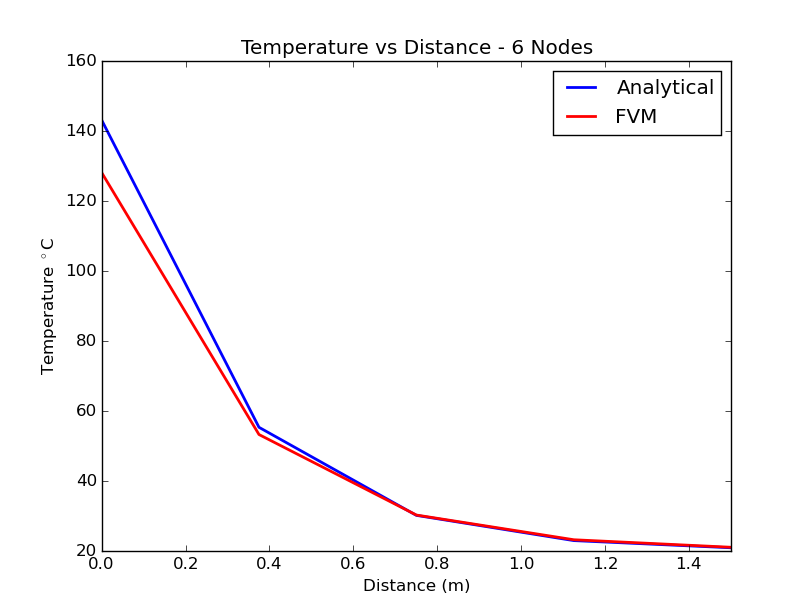 Temperature vs Distance - 6 Nodes
160
140
120
100
80
60
40
20
Temperature °C
Analytical
FVM
0.0 0.2 0.4 0.6 0.8 1.0 1.2 1.4
Distance (m)